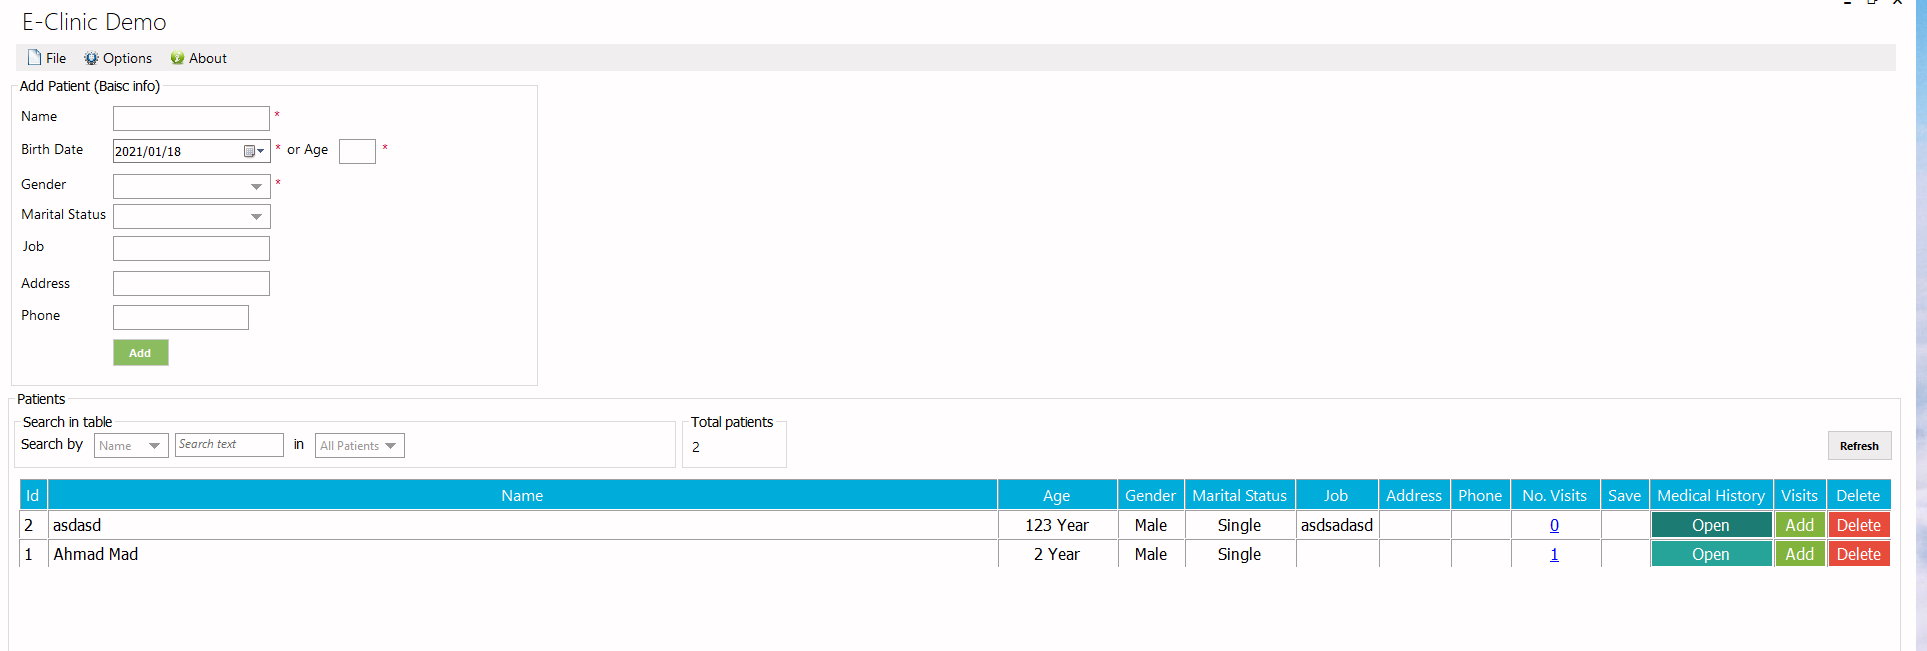 E-Clinic Demo
File Options About
Add Patient (Baisc info)
Name *
Birth Date 2021/01/18 * or Age *
Gender *
Marital Status
Job
Address
Phone
Add
Patients
Search in table
Search by Name Search text in All Patients
Total patients
2
Refresh
Id Name Age Gender Marital Status Job Address Phone No. Visits Save Medical History Visits Delete
2 asdasd 123 Year Male Single asdsadasd 0 Open Add Delete
1 Ahmad Mad 2 Year Male Single 1 Open Add Delete